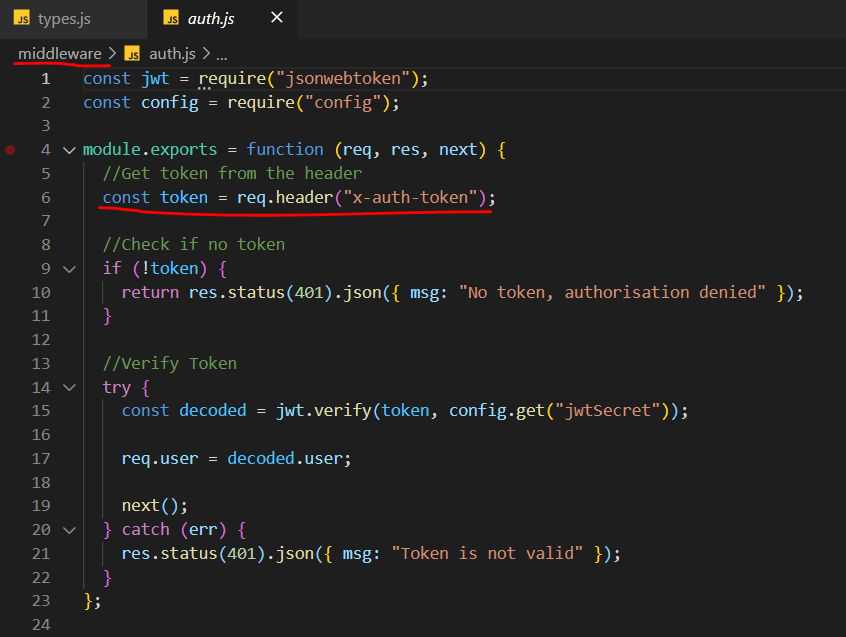 JS types.js JS auth.js ×
middleware > JS auth.js > ...
1 const jwt = require("jsonwebtoken");
2 const config = require("config");
3
4 module.exports = function (req, res, next) {
5 //Get token from the header
6 const token = req.header("x-auth-token");
7
8 //Check if no token
9 if (!token) {
10 return res.status(401).json({ msg: "No token, authorisation denied" });
11 }
12
13 //Verify Token
14 try {
15 const decoded = jwt.verify(token, config.get("jwtSecret"));
16
17 req.user = decoded.user;
18
19 next();
20 } catch (err) {
21 res.status(401).json({ msg: "Token is not valid" });
22 }
23 };
24